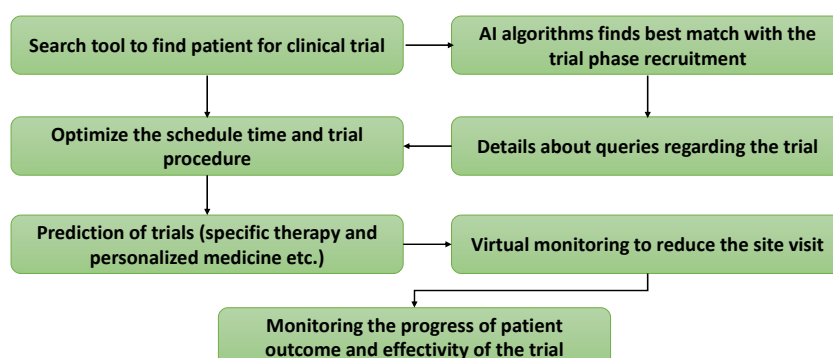 Search tool to find patient for clinical trial
AI algorithms finds best match with the
trial phase recruitment
Optimize the schedule time and trial
procedure
Details about queries regarding the trial
Prediction of trials (specific therapy and
personalized medicine etc.)
Virtual monitoring to reduce the site visit
Monitoring the progress of patient
outcome and effectivity of the trial